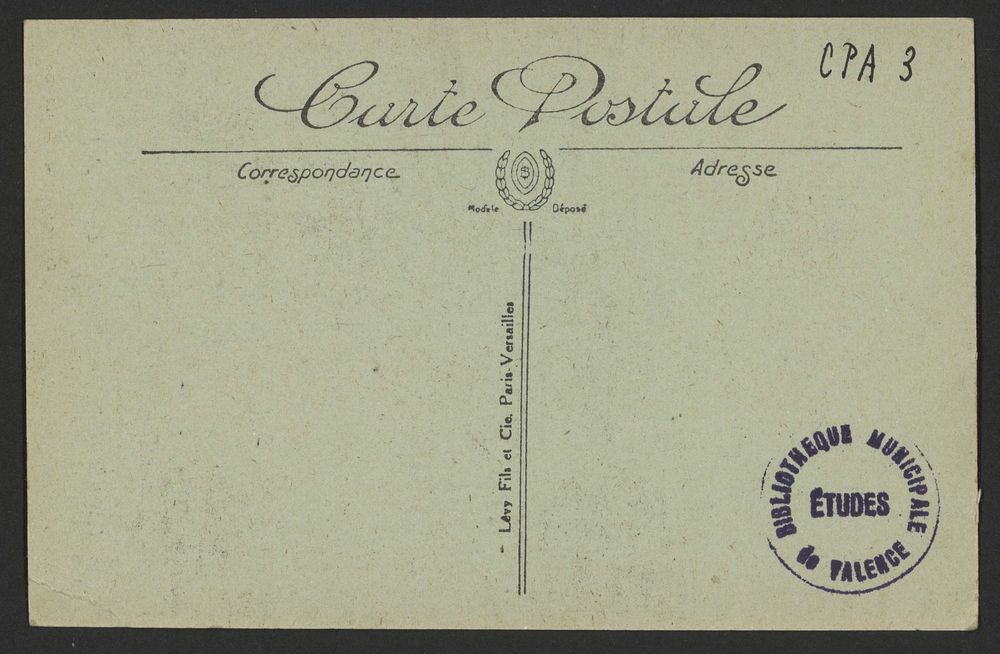 CPA 3
Carte Postale
Correspondance
Adresse
$
Modèle Déposé
Lévy Fils et Cie. Paris-Versailles
BIBLIOTHEQUE MUNICIPALE
ÉTUDES
de VALENCE